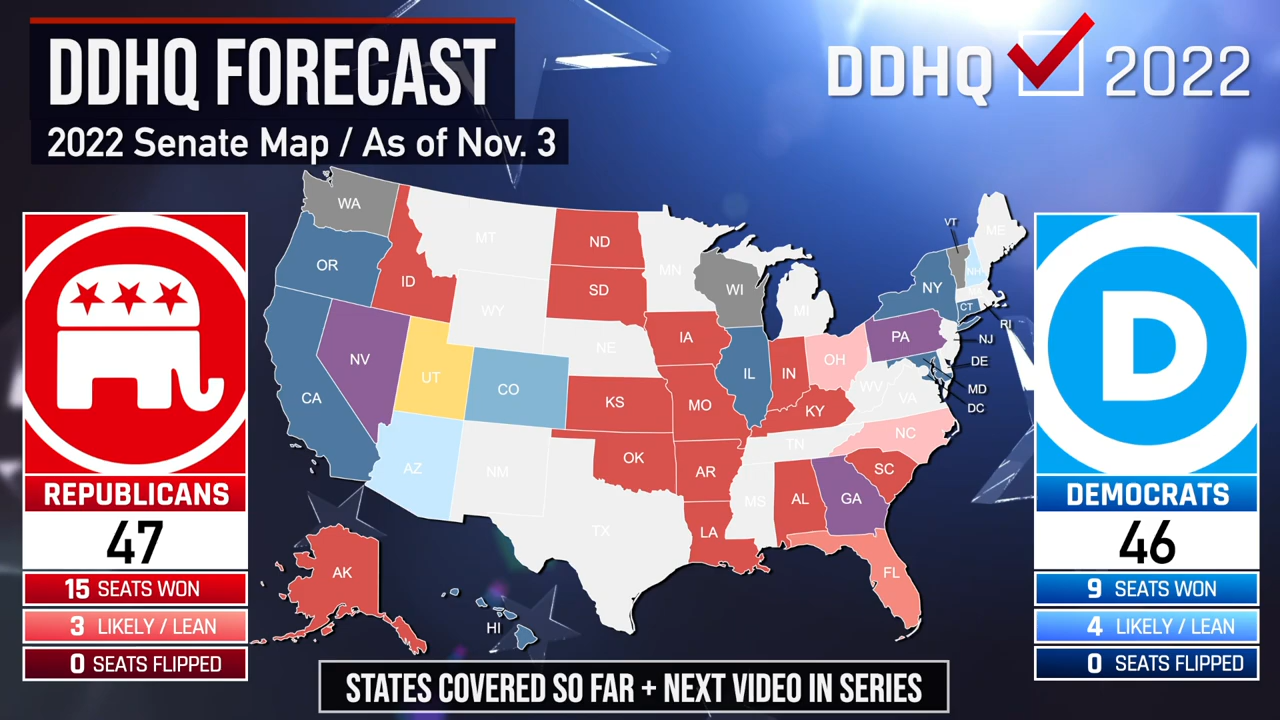 DDHQ FORECAST
2022 Senate Map / As of Nov. 3
DDHQ 2022
REPUBLICANS
47
15 SEATS WON
3 LIKELY / LEAN
0 SEATS FLIPPED
WA
MT
ND
MN
VT
ME
OR
ID
SD
WI
MI
NY
NH
MA
CT
RI
WY
NE
IA
PA
NJ
NV
UT
CO
IL
IN
OH
DE
MD
DC
CA
KS
MO
KY
WV
VA
AZ
NM
OK
AR
TN
NC
SC
TX
LA
MS
AL
GA
FL
AK
HI
D
DEMOCRATS
46
9 SEATS WON
4 LIKELY / LEAN
0 SEATS FLIPPED
STATES COVERED SO FAR + NEXT VIDEO IN SERIES